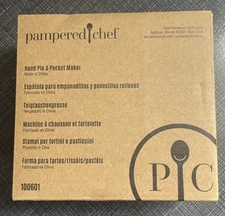 pampered chef
Hand Pie & Pocket Maker
Made in China
Espátula para empanadillas y panecillos rellenos
Fabricado en China
Teigtaschenpresse
Hergestellt in China
Machine à chausson et tartelette
Fabriqué en Chine
Stampi per tortini e pasticcini
Prodotto in Cina
Forma para tartes/rissóis/pastéis
Fabricado na China
100601
P C